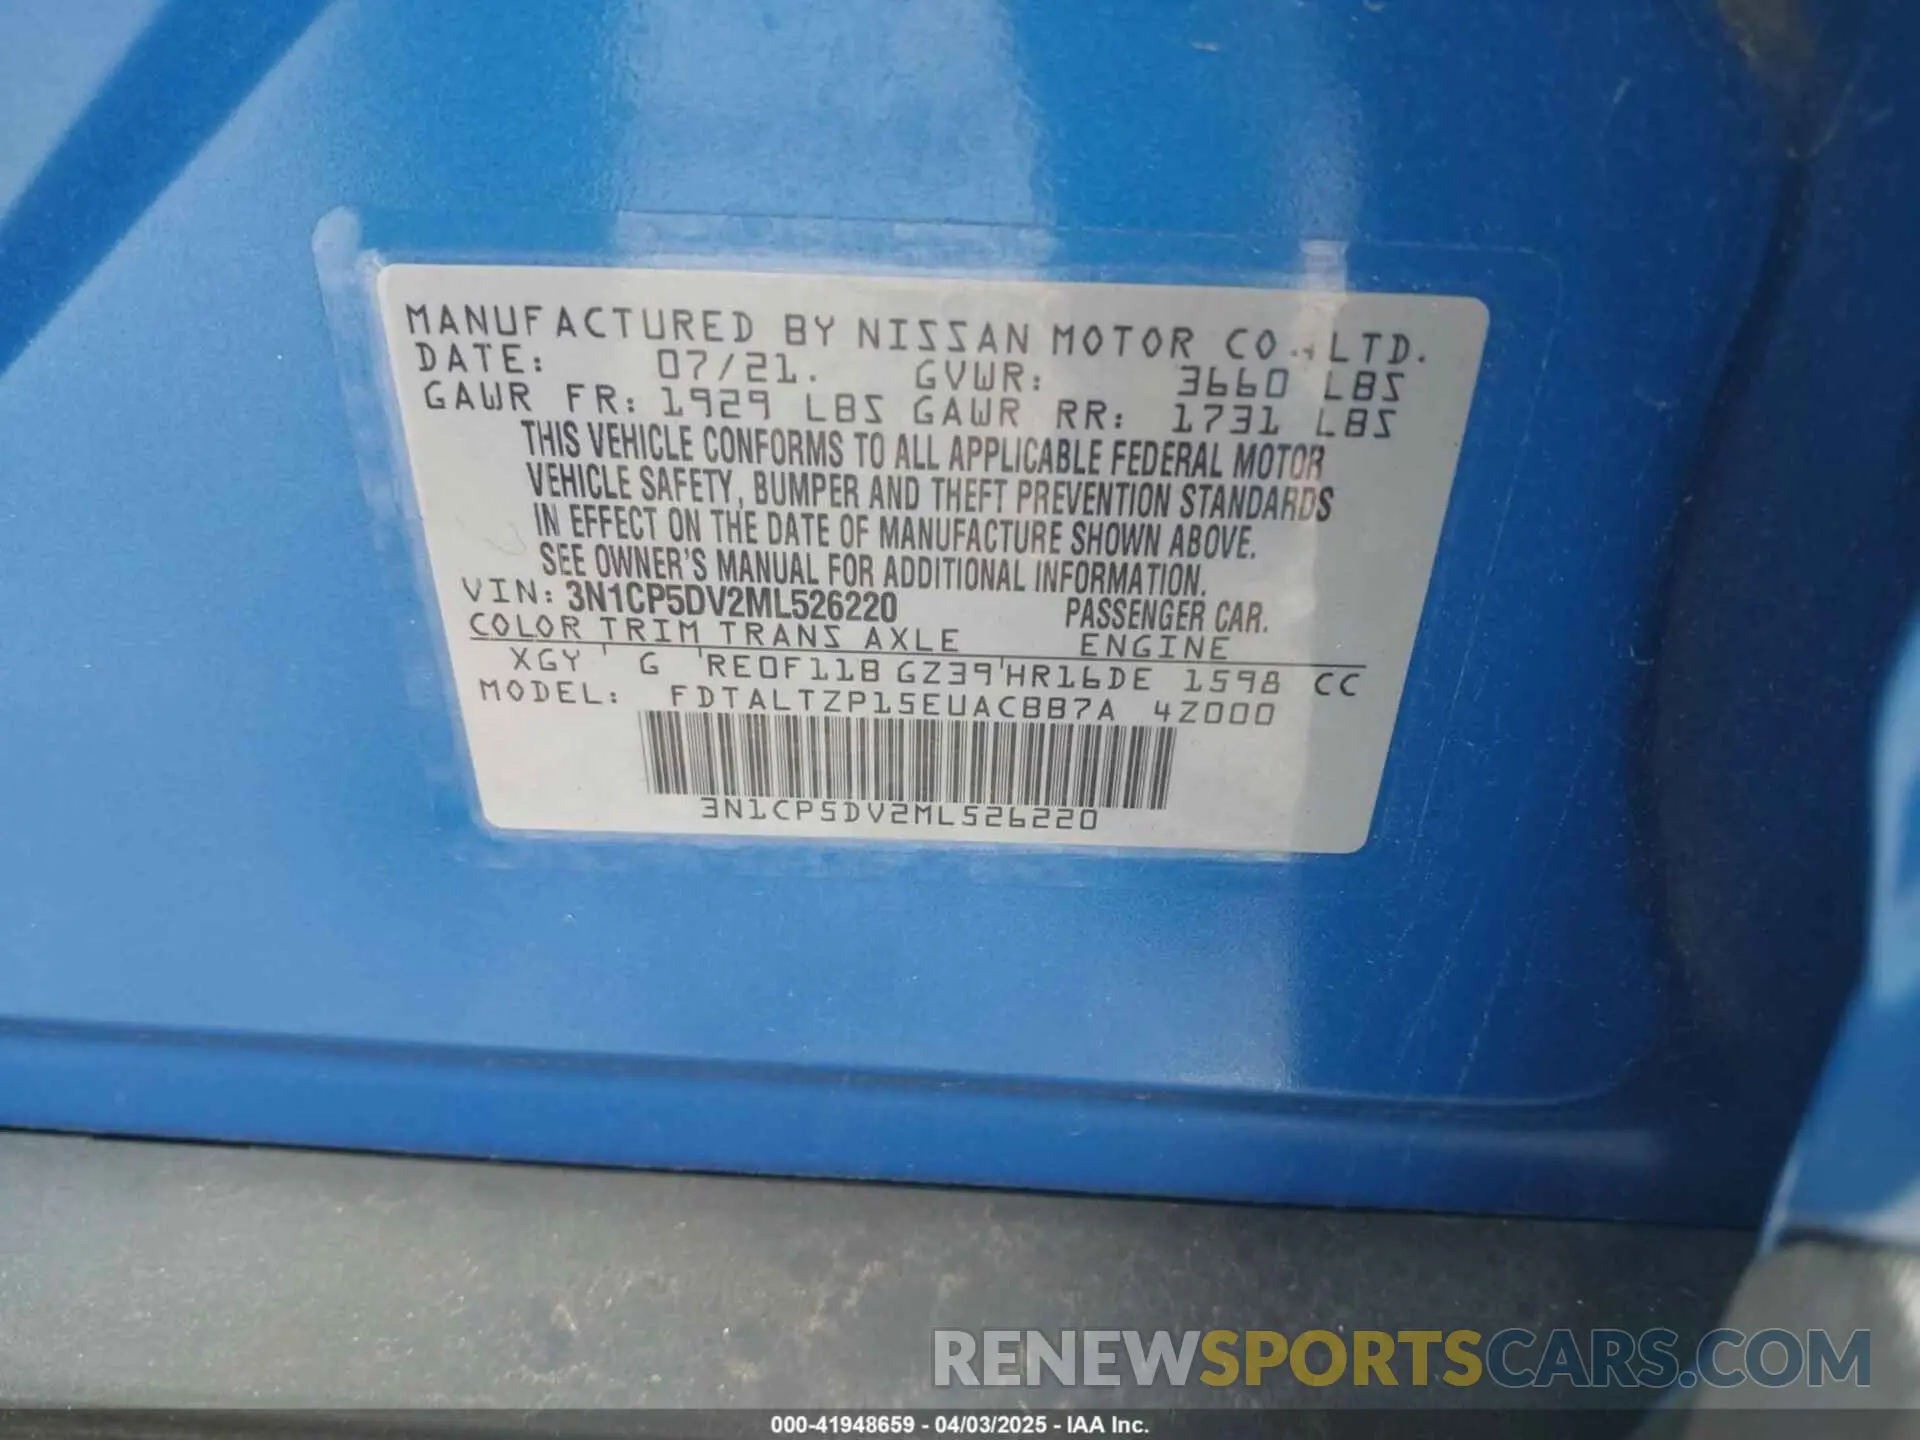 MANUFACTURED BY NISSAN MOTOR CO., LTD.
DATE: 07/21. GVWR: 3660 LBS
GAWR FR: 1929 LBS GAWR RR: 1731 LBS
THIS VEHICLE CONFORMS TO ALL APPLICABLE FEDERAL MOTOR
VEHICLE SAFETY, BUMPER AND THEFT PREVENTION STANDARDS
IN EFFECT ON THE DATE OF MANUFACTURE SHOWN ABOVE.
SEE OWNER'S MANUAL FOR ADDITIONAL INFORMATION.
VIN: 3N1CP5DV2ML526220 PASSENGER CAR.
COLOR TRIM TRANS AXLE ENGINE
XGY G RE0F11B GZ39 HR16DE 1598 CC
MODEL: FDTALTZP15EUACBB7A 4Z000
3N1CP5DV2ML526220
RENEWSPORTSCARS.COM
000-41948659 - 04/03/2025 - IAA Inc.